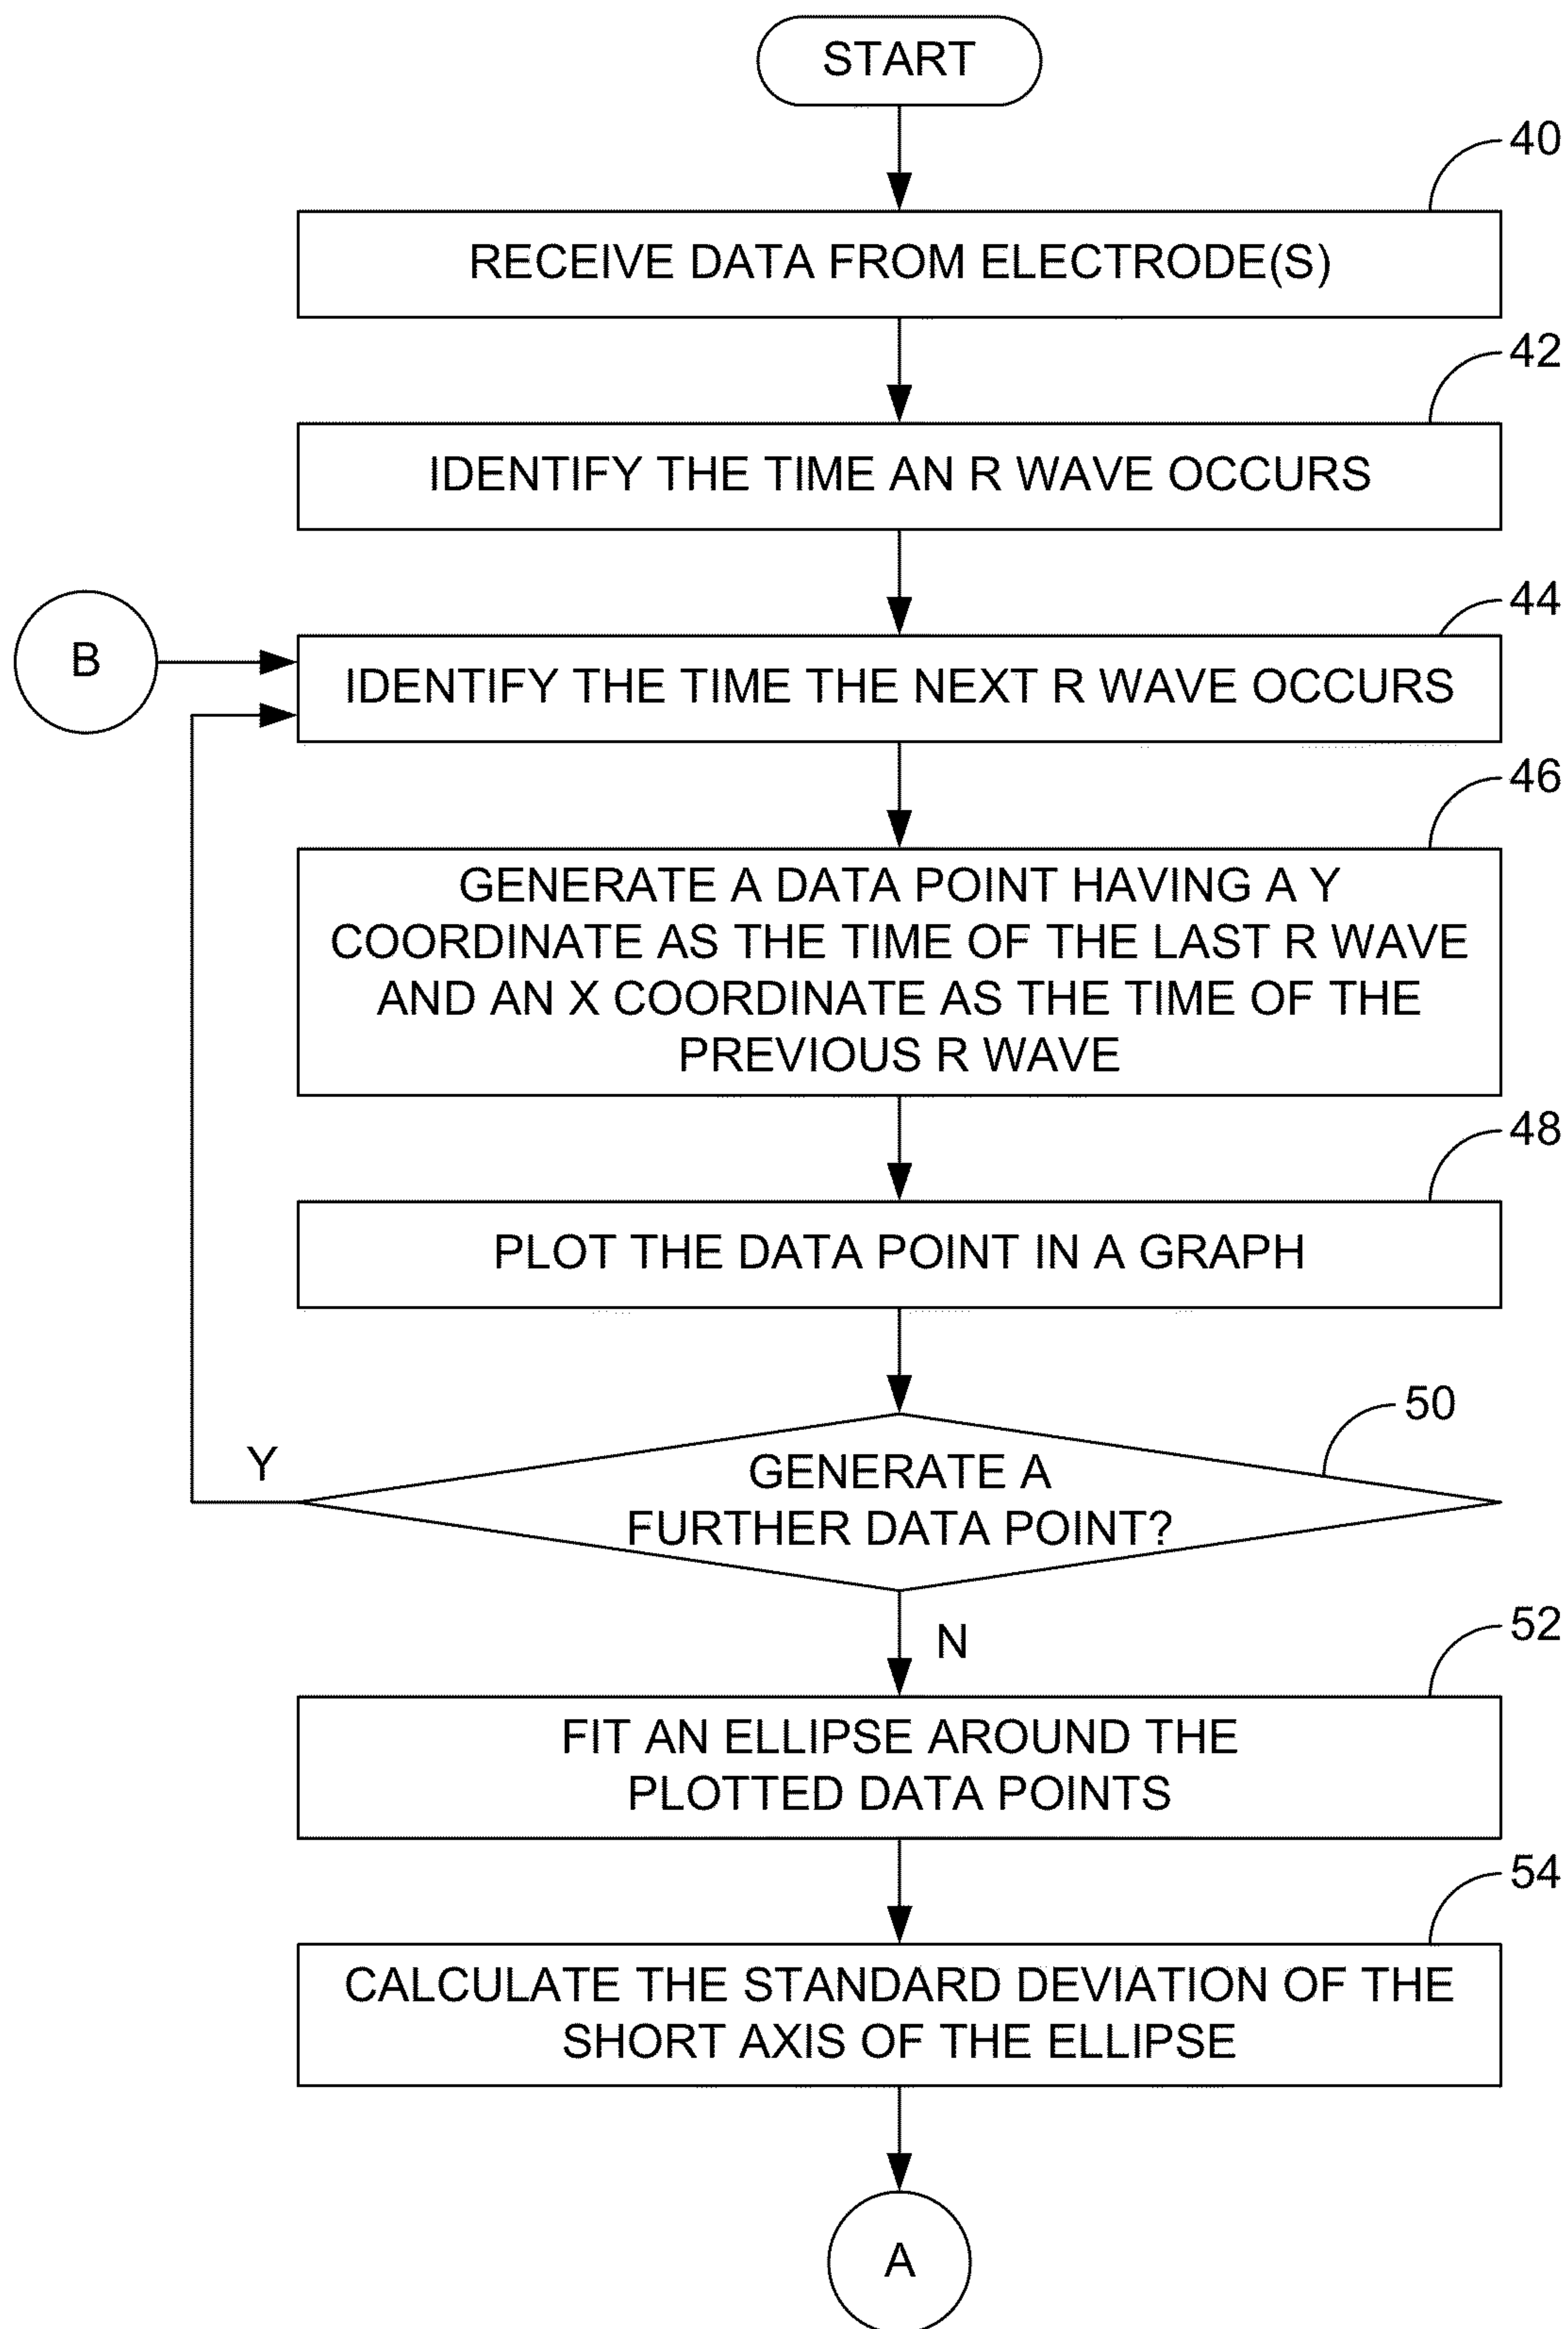 START
40
RECEIVE DATA FROM ELECTRODE(S)
42
IDENTIFY THE TIME AN R WAVE OCCURS
44
B
IDENTIFY THE TIME THE NEXT R WAVE OCCURS
46
GENERATE A DATA POINT HAVING A Y
COORDINATE AS THE TIME OF THE LAST R WAVE
AND AN X COORDINATE AS THE TIME OF THE
PREVIOUS R WAVE
48
PLOT THE DATA POINT IN A GRAPH
50
Y
GENERATE A
FURTHER DATA POINT?
N
52
FIT AN ELLIPSE AROUND THE
PLOTTED DATA POINTS
54
CALCULATE THE STANDARD DEVIATION OF THE
SHORT AXIS OF THE ELLIPSE
A